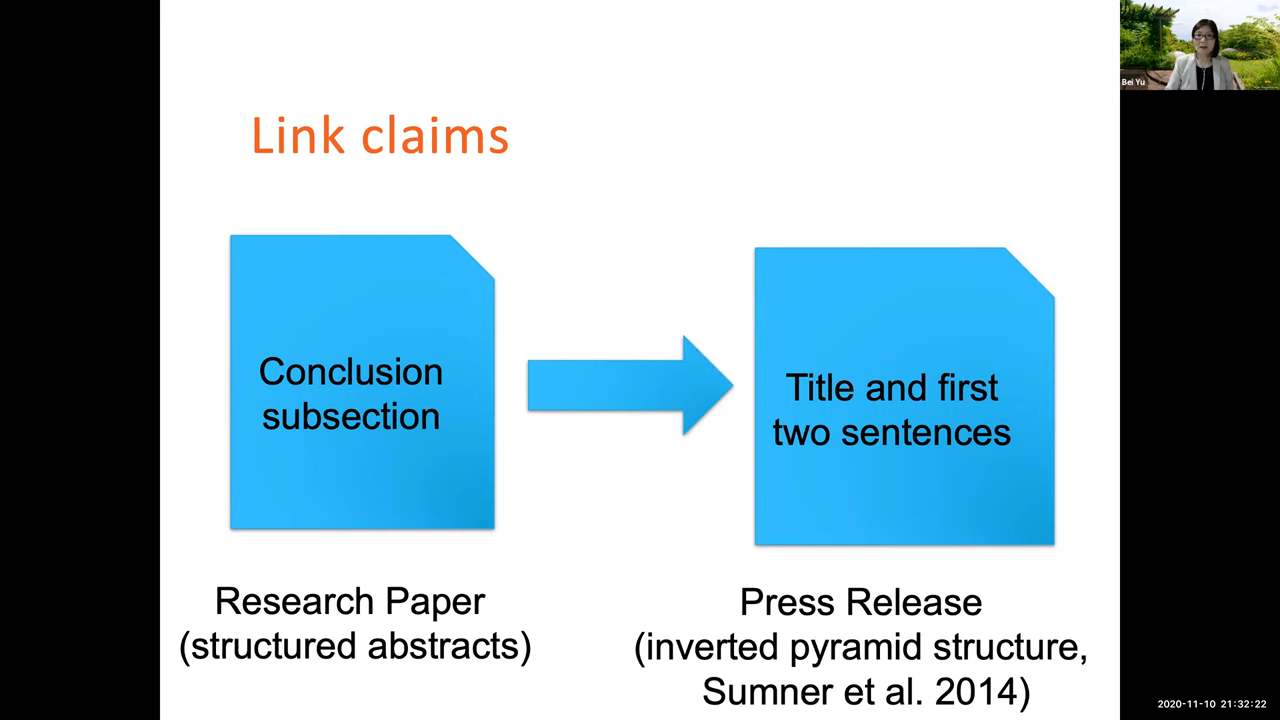 Link claims
Conclusion
subsection
Title and first
two sentences
Research Paper
(structured abstracts)
Press Release
(inverted pyramid structure,
Sumner et al. 2014)
Bei Yu
2020-11-10 21:32:22